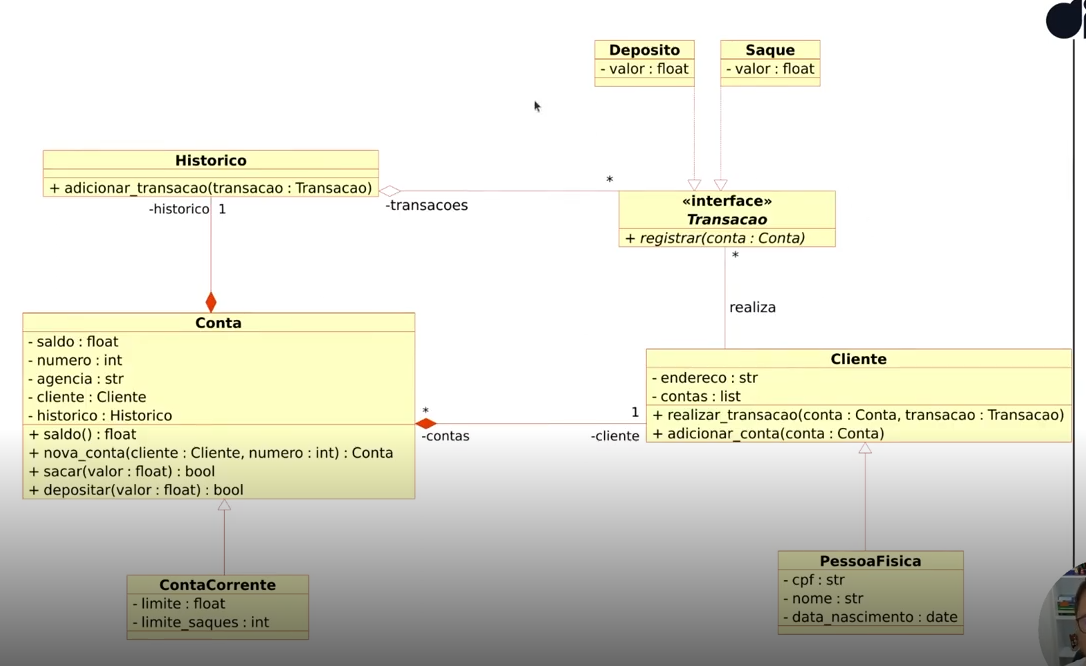 Deposito
- valor : float
Saque
- valor : float
Historico
+ adicionar_transacao(transacao : Transacao)
-historico 1
-transacoes
*
«interface»
Transacao
+ registrar(conta : Conta)
*
realiza
Conta
- saldo : float
- numero : int
- agencia : str
- cliente : Cliente
- historico : Historico
+ saldo() : float
+ nova_conta(cliente : Cliente, numero : int) : Conta
+ sacar(valor : float) : bool
+ depositar(valor : float) : bool
*
-contas
1
-cliente
Cliente
- endereco : str
- contas : list
+ realizar_transacao(conta : Conta, transacao : Transacao)
+ adicionar_conta(conta : Conta)
ContaCorrente
- limite : float
- limite_saques : int
PessoaFisica
- cpf : str
- nome : str
- data_nascimento : date